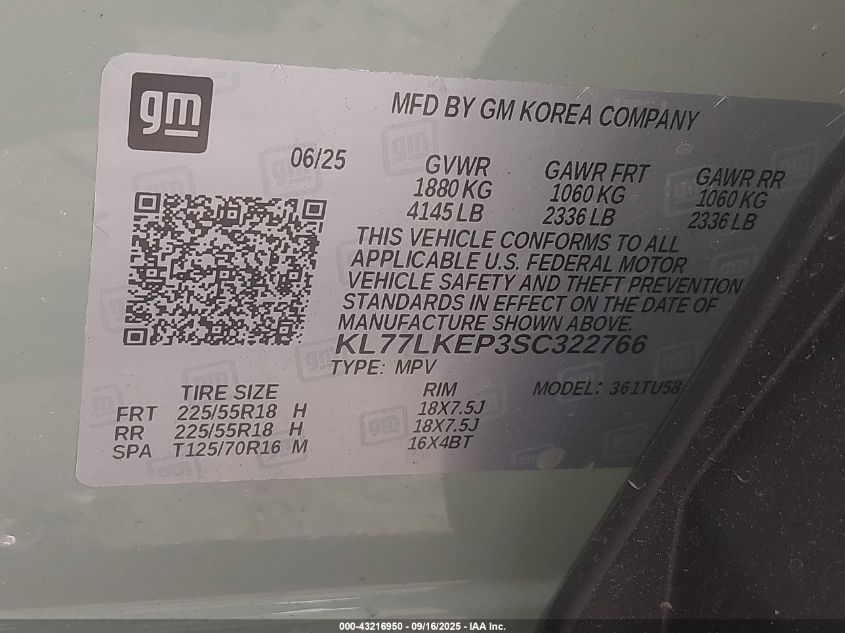 gm
MFD BY GM KOREA COMPANY
06/25
GVWR GAWR FRT GAWR RR
1880 KG 1060 KG 1060 KG
4145 LB 2336 LB 2336 LB
THIS VEHICLE CONFORMS TO ALL
APPLICABLE U.S. FEDERAL MOTOR
VEHICLE SAFETY AND THEFT PREVENTION
STANDARDS IN EFFECT ON THE DATE OF
MANUFACTURE SHOWN ABOVE.
KL77LKEP3SC322766
TYPE: MPV
TIRE SIZE RIM MODEL: 361TU58
FRT 225/55R18 H 18X7.5J
RR 225/55R18 H 18X7.5J
SPA T125/70R16 M 16X4BT
000-43216950 - 09/16/2025 - IAA Inc.